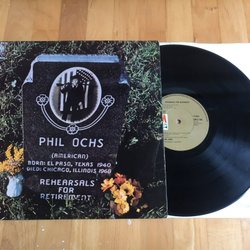 PHIL OCHS
(AMERICAN)
BORN: EL PASO, TEXAS 1940
DIED: CHICAGO, ILLINOIS 1968
REHEARSALS
FOR
RETIREMENT